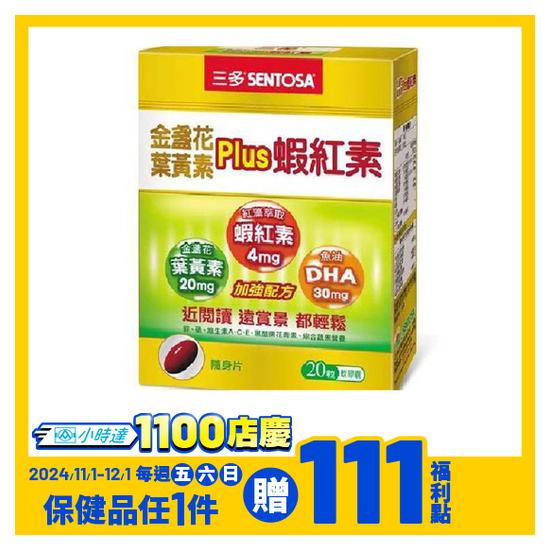 三多 SENTOSA
金盞花
葉黃素 Plus 蝦紅素
紅藻萃取
蝦紅素
4mg
金盞花
葉黃素
20mg
魚油
DHA
30mg
加強配方
近閱讀 遠賞景 都輕鬆
隨身片
20粒 軟膠囊
小時達 1100店慶
2024/11/1-12/1 每週五六日
保健品任1件 贈 111 福利點